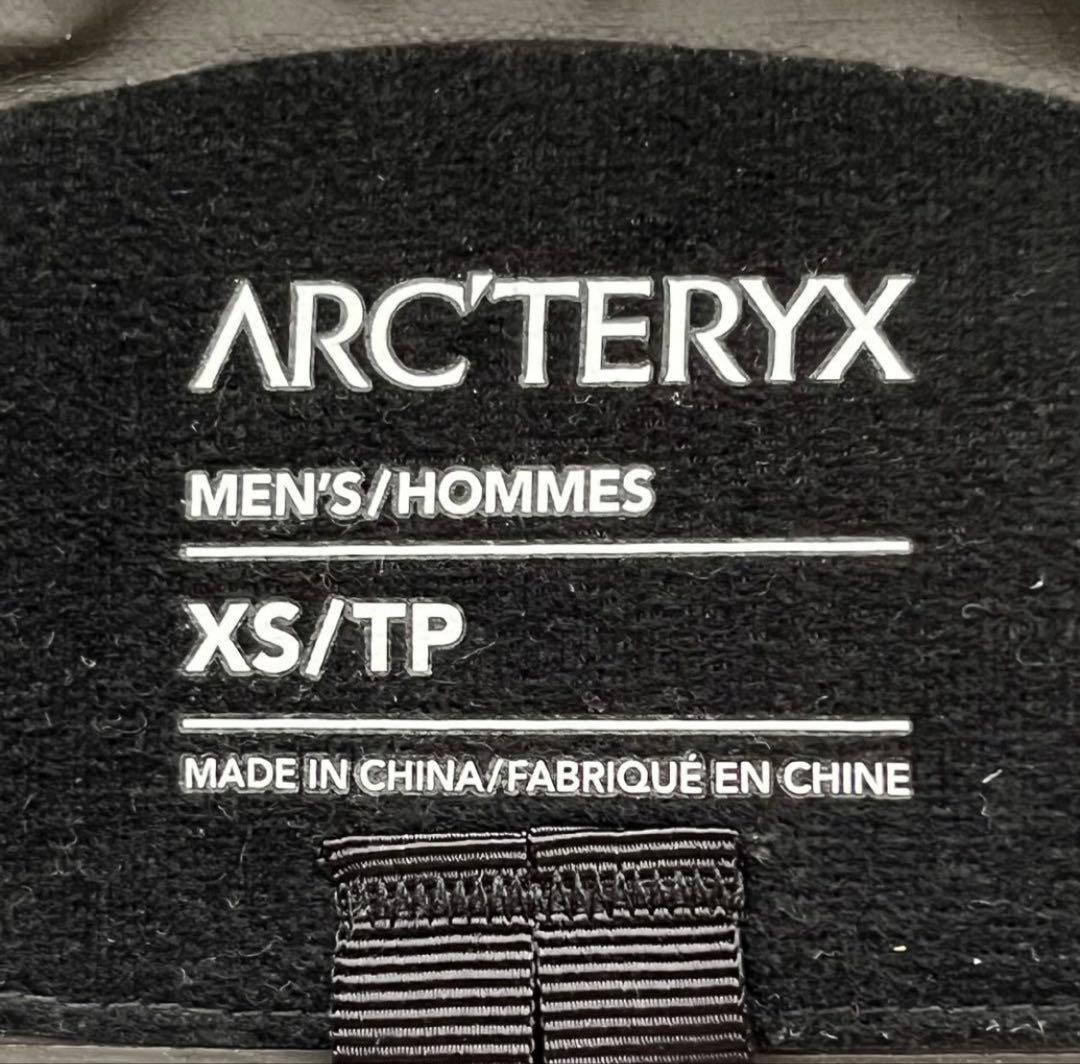 ARC'TERYX
MEN'S/HOMMES
XS/TP
MADE IN CHINA/FABRIQUÉ EN CHINE